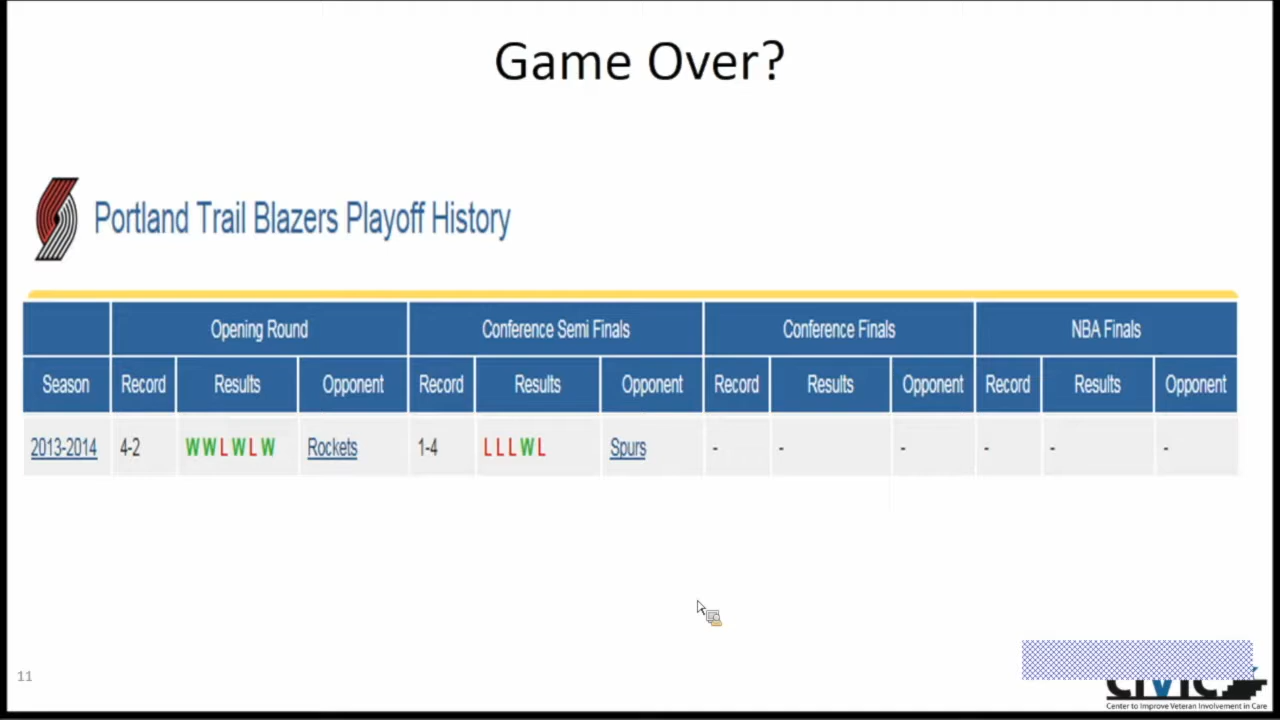 Game Over?
Portland Trail Blazers Playoff History
Opening Round Conference Semi Finals Conference Finals NBA Finals
Season Record Results Opponent Record Results Opponent Record Results Opponent Record Results Opponent
2013-2014 4-2 W W L W L W Rockets 1-4 L L L W L Spurs - - - - - -
11
Center to Improve Veteran Involvement in Care